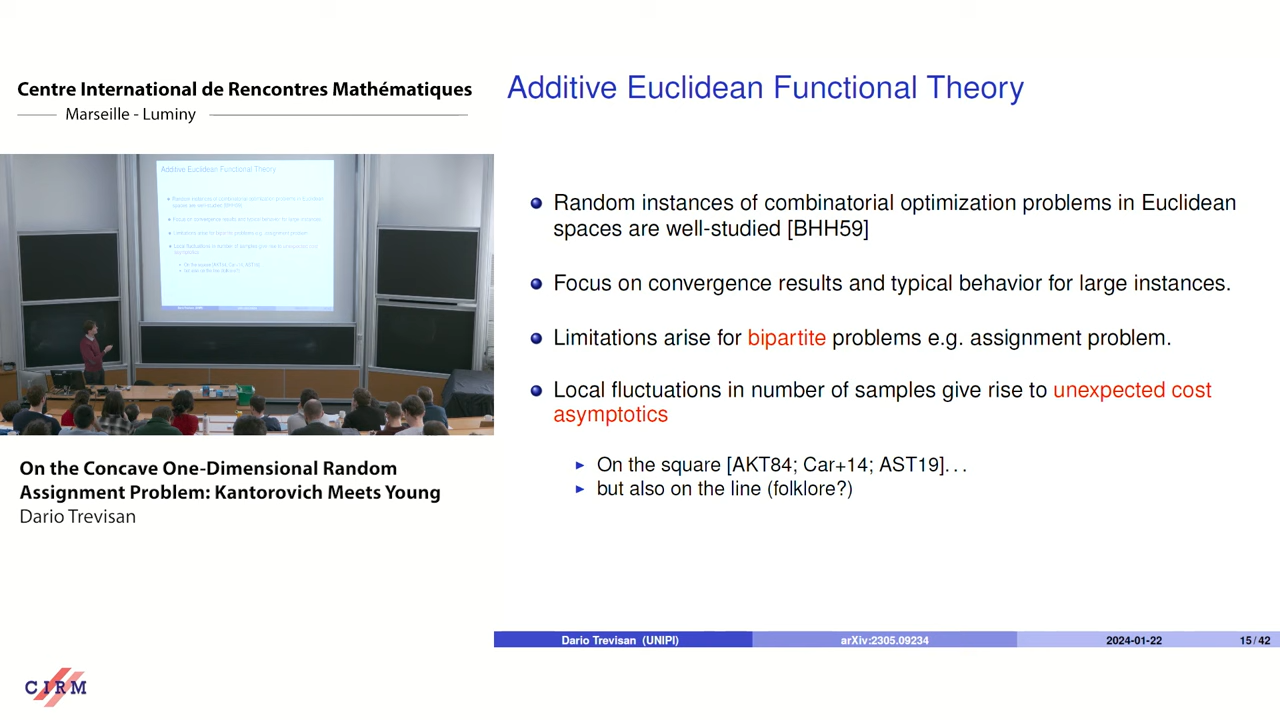 Centre International de Rencontres Mathématiques
Marseille - Luminy
Additive Euclidean Functional Theory
On the Concave One-Dimensional Random
Assignment Problem: Kantorovich Meets Young
Dario Trevisan
CIRM
Additive Euclidean Functional Theory
Random instances of combinatorial optimization problems in Euclidean
spaces are well-studied [BHH59]
Focus on convergence results and typical behavior for large instances.
Limitations arise for bipartite problems e.g. assignment problem.
Local fluctuations in number of samples give rise to unexpected cost
asymptotics
► On the square [AKT84; Car+14; AST19]...
► but also on the line (folklore?)
Dario Trevisan (UNIPI) arXiv:2305.09234 2024-01-22 15/42